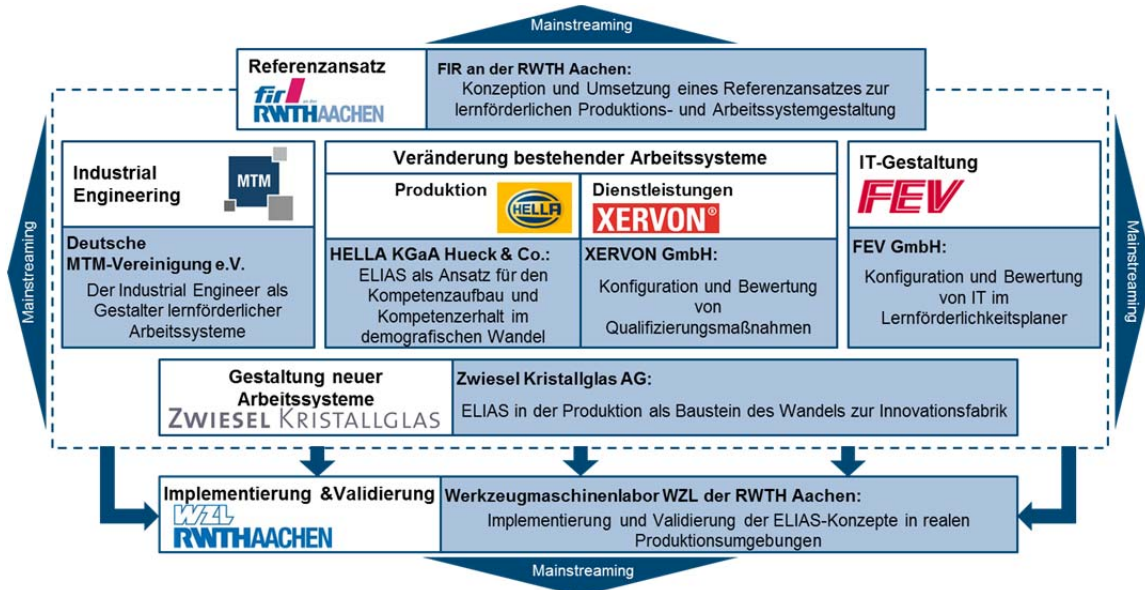 Mainstreaming
Referenzansatz
fir an der
RWTHAACHEN
FIR an der RWTH Aachen:
Konzeption und Umsetzung eines Referenzansatzes zur
lernförderlichen Produktions- und Arbeitssystemgestaltung
Mainstreaming
Industrial
Engineering
MTM
Deutsche
MTM-Vereinigung e.V.
Der Industrial Engineer als
Gestalter lernförderlicher
Arbeitssysteme
Veränderung bestehender Arbeitssysteme
Produktion
HELLA
HELLA KGaA Hueck & Co.:
ELIAS als Ansatz für den
Kompetenzaufbau und
Kompetenzerhalt im
demografischen Wandel
Dienstleistungen
XERVON®
XERVON GmbH:
Konfiguration und Bewertung
von
Qualifizierungsmaßnahmen
IT-Gestaltung
FEV
FEV GmbH:
Konfiguration und Bewertung
von IT im
Lernförderlichkeitsplaner
Mainstreaming
Gestaltung neuer
Arbeitssysteme
ZWIESEL KRISTALLGLAS
Zwiesel Kristallglas AG:
ELIAS in der Produktion als Baustein des Wandels zur Innovationsfabrik
Implementierung &Validierung
WZL
RWTHAACHEN
Werkzeugmaschinenlabor WZL der RWTH Aachen:
Implementierung und Validierung der ELIAS-Konzepte in realen
Produktionsumgebungen
Mainstreaming